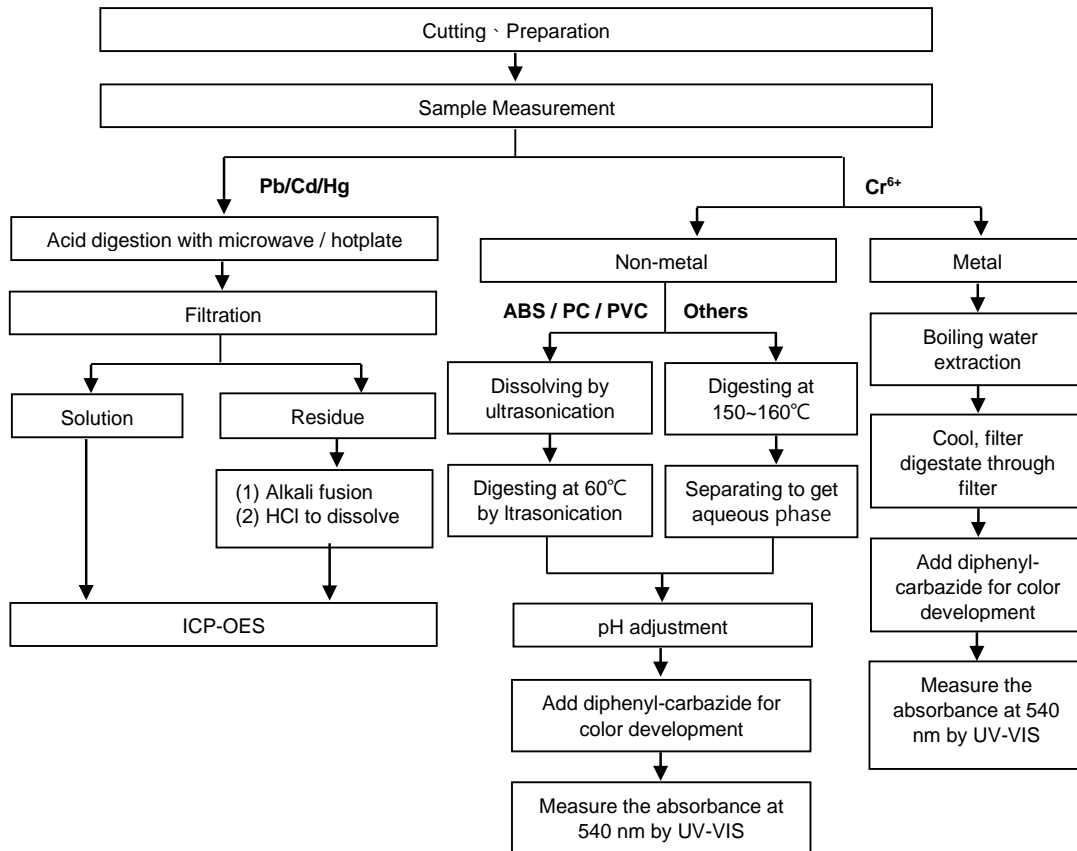 Cutting、Preparation
Sample Measurement
Pb/Cd/Hg
Cr6+
Acid digestion with microwave / hotplate
Filtration
Solution
Residue
(1) Alkali fusion
(2) HCl to dissolve
ICP-OES
Non-metal
ABS / PC / PVC
Others
Dissolving by
ultrasonication
Digesting at
150~160℃
Digesting at 60℃
by ltrasonication
Separating to get
aqueous phase
pH adjustment
Add diphenyl-carbazide for
color development
Measure the absorbance at
540 nm by UV-VIS
Metal
Boiling water
extraction
Cool, filter
digestate through
filter
Add diphenyl-
carbazide for color
development
Measure the
absorbance at 540
nm by UV-VIS